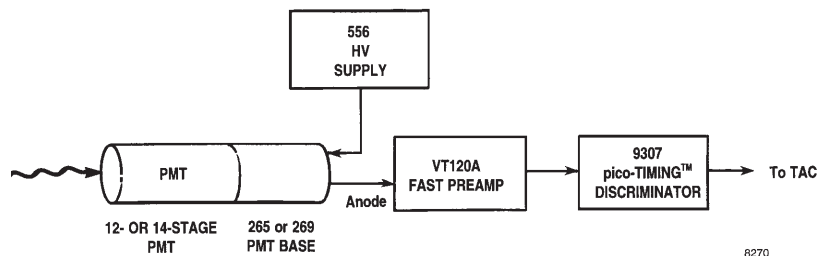 556
HV
SUPPLY
PMT
VT120A
FAST PREAMP
9307
pico-TIMING™
DISCRIMINATOR
To TAC
Anode
12- OR 14-STAGE
PMT
265 or 269
PMT BASE
8270